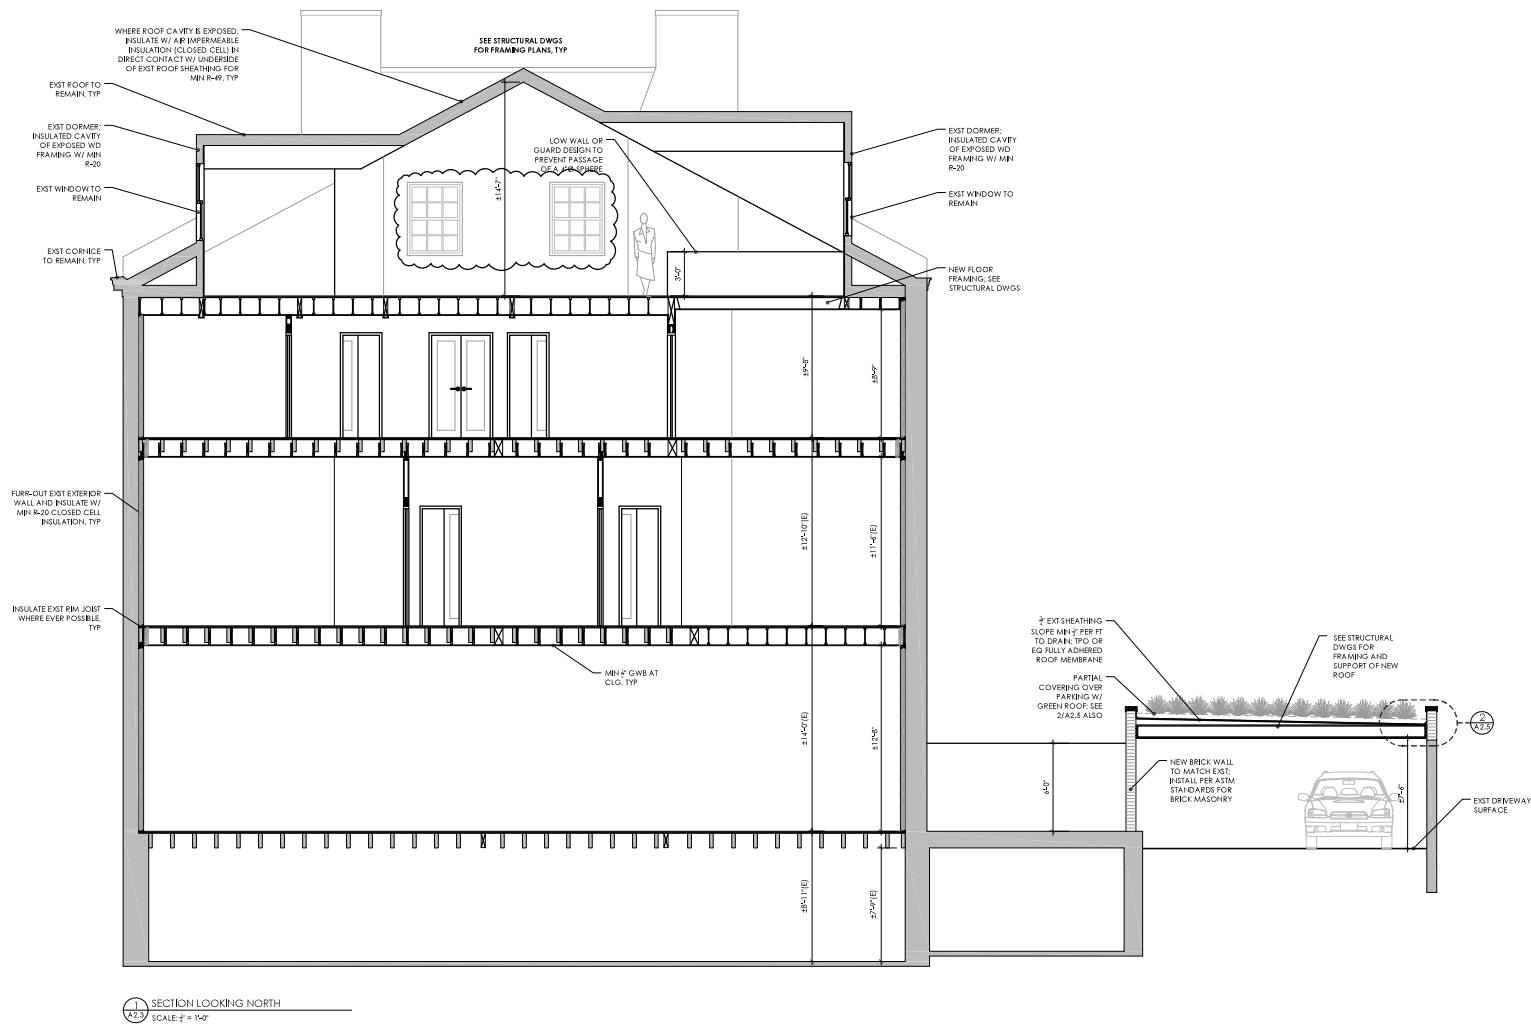 WHERE ROOF CAVITY IS EXPOSED,
INSULATE W/ AIR IMPERMEABLE
INSULATION (CLOSED CELL) IN
DIRECT CONTACT W/ UNDERSIDE
OF EXST ROOF SHEATHING FOR
MIN R-49, TYP
SEE STRUCTURAL DWGS
FOR FRAMING PLANS, TYP
EXST ROOF TO
REMAIN, TYP
EXST DORMER;
INSULATED CAVITY
OF EXPOSED WD
FRAMING W/ MIN
R-20
EXST WINDOW TO
REMAIN
EXST CORNICE
TO REMAIN, TYP
LOW WALL OR
GUARD DESIGN TO
PREVENT PASSAGE
OF A 4"Ø SPHERE
±14'-7"
3'-0"
EXST DORMER;
INSULATED CAVITY
OF EXPOSED WD
FRAMING W/ MIN
R-20
EXST WINDOW TO
REMAIN
NEW FLOOR
FRAMING; SEE
STRUCTURAL DWGS
±9'-8"
±8'-9"
FURR-OUT EXST EXTERIOR
WALL AND INSULATE W/
MIN R-20 CLOSED CELL
INSULATION, TYP
±12'-10"(E)
±11'-6"(E)
INSULATE EXST RIM JOIST
WHERE EVER POSSIBLE,
TYP
MIN GWB AT
CLG, TYP
±14'-0"(E)
±12'-8"
EXT SHEATHING
SLOPE MIN PER FT
TO DRAIN; TPO OR
EQ FULLY ADHERED
ROOF MEMBRANE
PARTIAL
COVERING OVER
PARKING W/
GREEN ROOF; SEE
2/A2.5 ALSO
SEE STRUCTURAL
DWGS FOR
FRAMING AND
SUPPORT OF NEW
ROOF
2
A2.5
6'-0"
NEW BRICK WALL
TO MATCH EXST;
INSTALL PER ASTM
STANDARDS FOR
BRICK MASONRY
±7'-6"
EXST DRIVEWAY
SURFACE
±8'-11"(E)
±7'-9"(E)
1
A2.3
SECTION LOOKING NORTH
SCALE: = 1'-0"